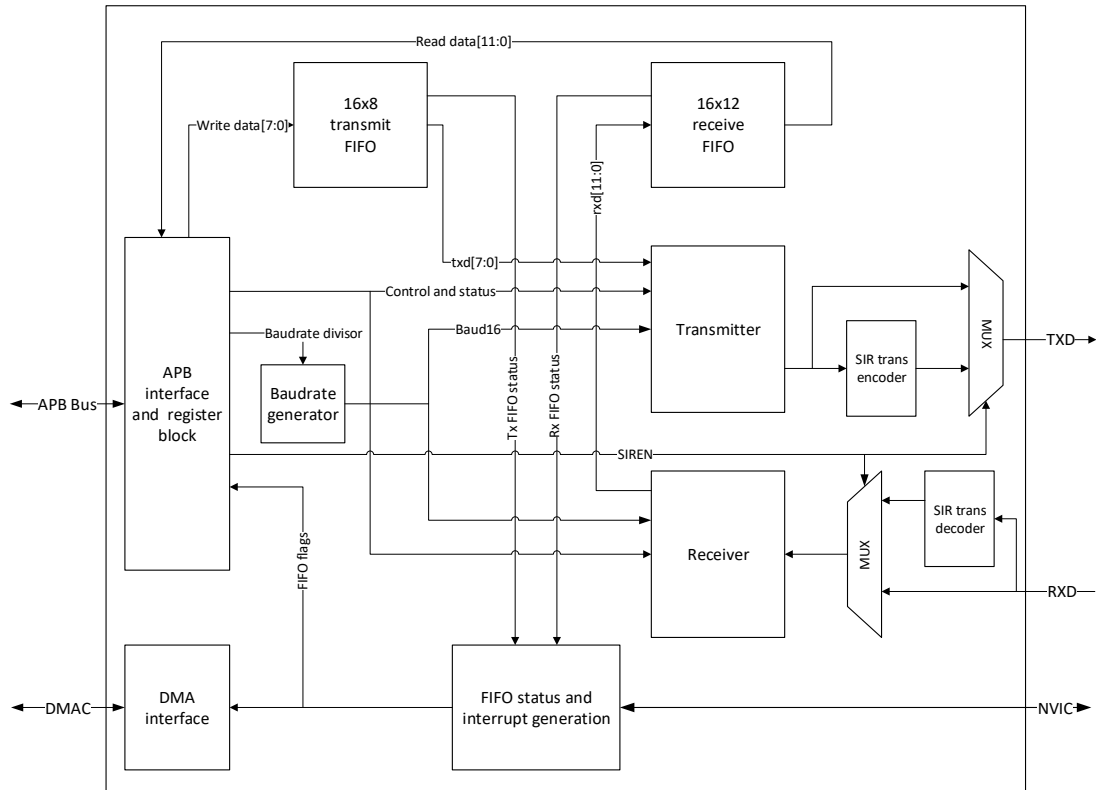 Read data[11:0]
16x8
transmit
FIFO
16x12
receive
FIFO
Write data[7:0]
rxd[11:0]
txd[7:0]
Control and status
Baud16
Transmitter
MUX
TXD
SIR trans
encoder
Baudrate divisor
APB
interface
and register
block
Baudrate
generator
APB Bus
Tx FIFO status
Rx FIFO status
SIREN
SIR trans
decoder
MUX
Receiver
RXD
FIFO flags
DMA
interface
DMAC
FIFO status and
interrupt generation
NVIC